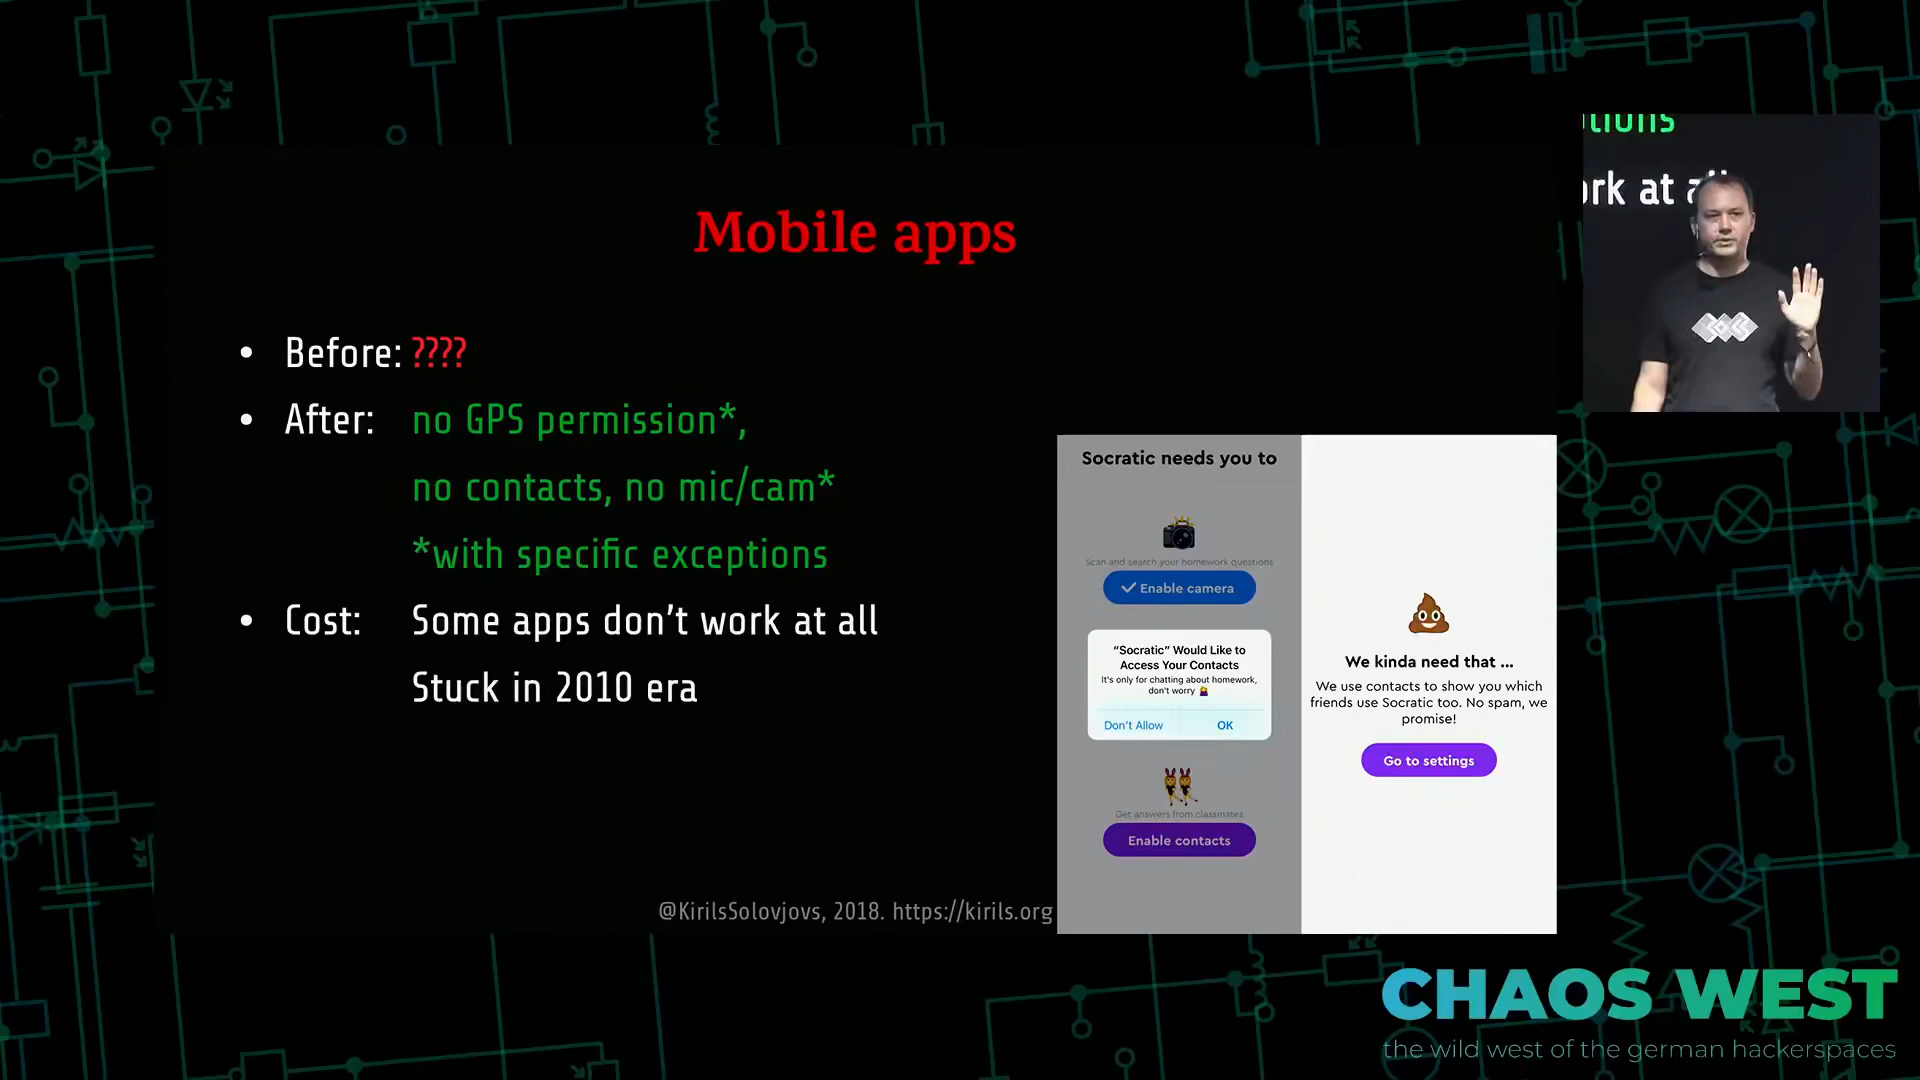 Mobile apps
• Before: ????
• After: no GPS permission*,
no contacts, no mic/cam*
*with specific exceptions
• Cost: Some apps don't work at all
Stuck in 2010 era
@KirilsSolovjovs, 2018. https://kirils.org
Socratic needs you to
Scan and search your homework questions
✓ Enable camera
“Socratic” Would Like to
Access Your Contacts
It's only for chatting about homework,
don't worry 🤷‍♀️
Don't Allow OK
Get answers from classmates
Enable contacts
We kinda need that ...
We use contacts to show you which
friends use Socratic too. No spam, we
promise!
Go to settings
ork at all
CHAOS WEST
the wild west of the german hackerspaces